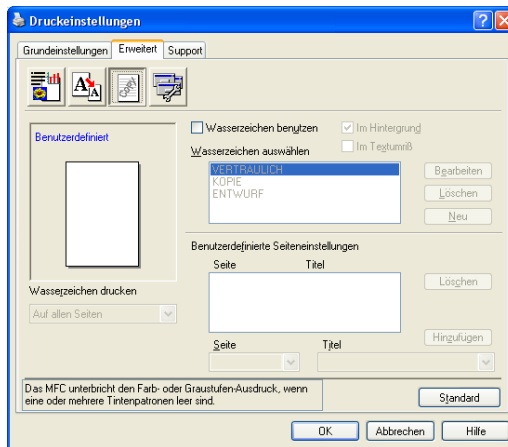 Druckeinstellungen
Grundeinstellungen Erweitert Support
Benutzerdefiniert
Wasserzeichen benutzen
Im Hintergrund
Im Textumriß
Wasserzeichen auswählen
VERTRAULICH
KOPIE
ENTWURF
Bearbeiten
Löschen
Neu
Benutzerdefinierte Seiteneinstellungen
Seite Titel
Löschen
Hinzufügen
Seite Titel
Wasserzeichen drucken
Auf allen Seiten
Das MFC unterbricht den Farb- oder Graustufen-Ausdruck, wenn
eine oder mehrere Tintenpatronen leer sind.
Standard
OK Abbrechen Hilfe